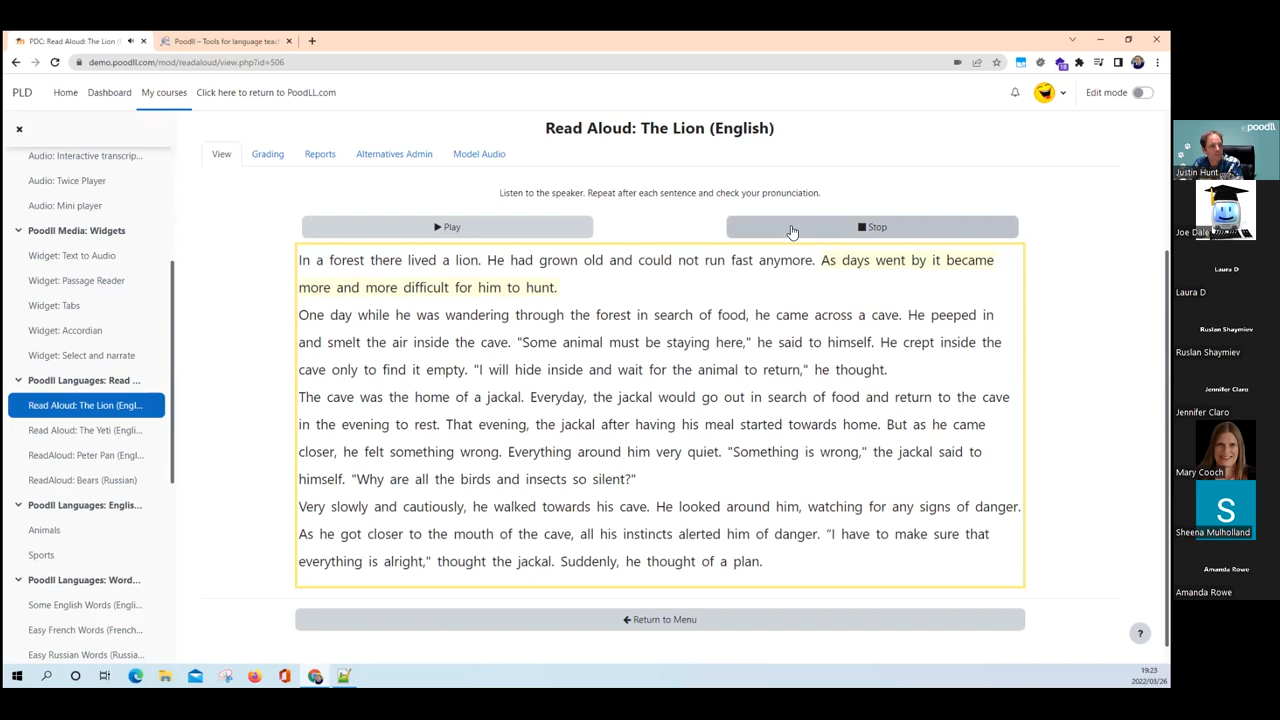 PDC: Read Aloud: The Lion (
Poodll – Tools for language teac
demo.poodll.com/mod/readaloud/view.php?id=506
PLD
Home
Dashboard
My courses
Click here to return to PoodLL.com
Edit mode
Audio: Interactive transcrip...
Audio: Twice Player
Audio: Mini player
Poodll Media: Widgets
Widget: Text to Audio
Widget: Passage Reader
Widget: Tabs
Widget: Accordian
Widget: Select and narrate
Poodll Languages: Read ...
Read Aloud: The Lion (Engl...
Read Aloud: The Yeti (Engli...
ReadAloud: Peter Pan (Engl...
ReadAloud: Bears (Russian)
Poodll Languages: Englis...
Animals
Sports
Poodll Languages: Word...
Some English Words (Engli...
Easy French Words (French...
Easy Russian Words (Russia...
Read Aloud: The Lion (English)
View
Grading
Reports
Alternatives Admin
Model Audio
Listen to the speaker. Repeat after each sentence and check your pronunciation.
Play
Stop
In a forest there lived a lion. He had grown old and could not run fast anymore. As days went by it became
more and more difficult for him to hunt.
One day while he was wandering through the forest in search of food, he came across a cave. He peeped in
and smelt the air inside the cave. "Some animal must be staying here," he said to himself. He crept inside the
cave only to find it empty. "I will hide inside and wait for the animal to return," he thought.
The cave was the home of a jackal. Everyday, the jackal would go out in search of food and return to the cave
in the evening to rest. That evening, the jackal after having his meal started towards home. But as he came
closer, he felt something wrong. Everything around him very quiet. "Something is wrong," the jackal said to
himself. "Why are all the birds and insects so silent?"
Very slowly and cautiously, he walked towards his cave. He looked around him, watching for any signs of danger.
As he got closer to the mouth of the cave, all his instincts alerted him of danger. “I have to make sure that
everything is alright,” thought the jackal. Suddenly, he thought of a plan.
Return to Menu
?
19:23
2022/03/26
poodll
Justin Hunt
Joe Dale
Laura D
Laura D
Ruslan Shaymiev
Ruslan Shaymiev
Jennifer Claro
Jennifer Claro
Mary Cooch
S
Sheena Mulholland
Amanda Rowe
Amanda Rowe